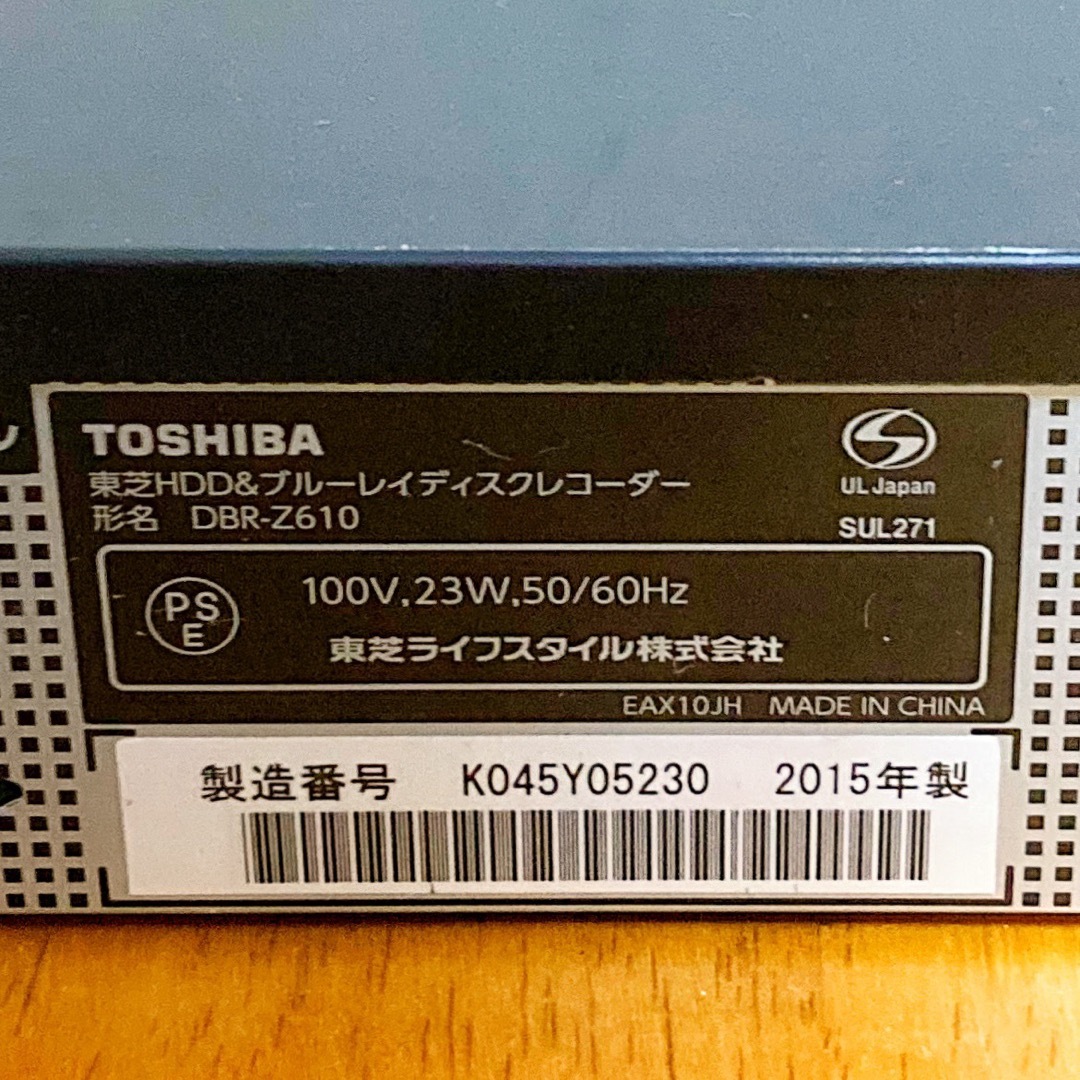 TOSHIBA
東芝HDD&ブルーレイディスクレコーダー
形名 DBR-Z610
UL Japan
SUL271
PS
E
100V,23W,50/60Hz
東芝ライフスタイル株式会社
EAX10JH MADE IN CHINA
製造番号 K045Y05230 2015年製